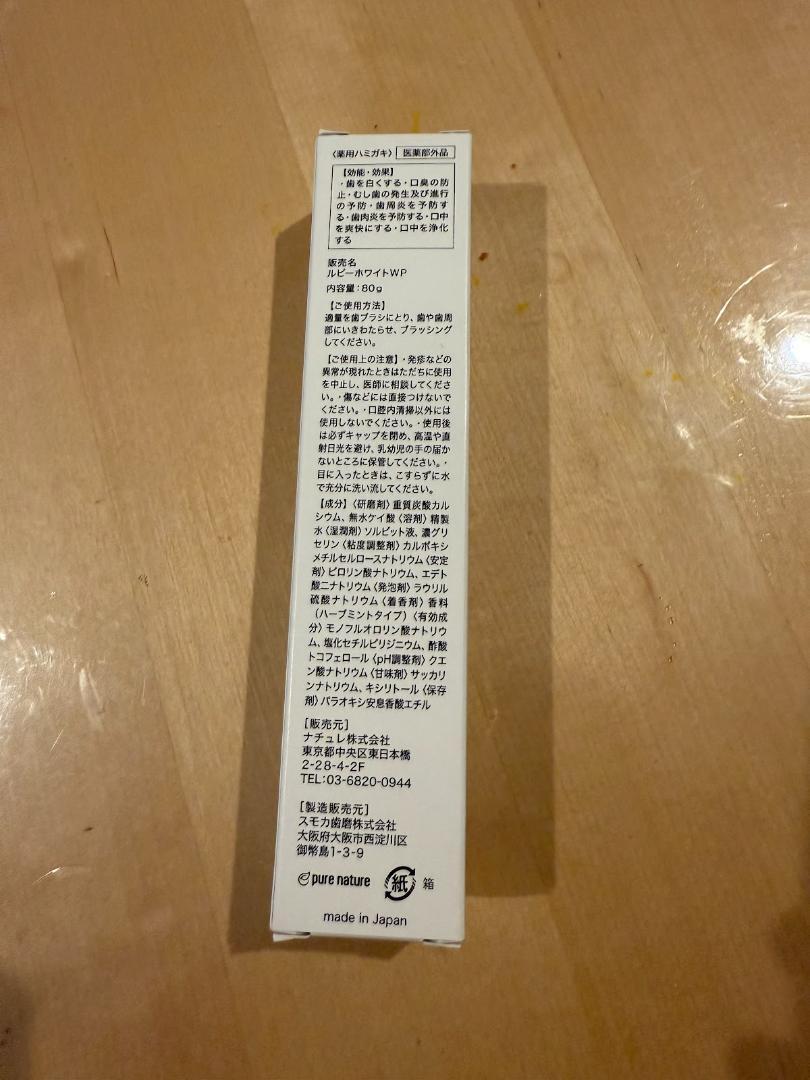 〈薬用ハミガキ〉 医薬部外品
【効能・効果】
・歯を白くする・口臭の防
止・むし歯の発生及び進行
の予防・歯周炎を予防す
る・歯肉炎を予防する・口中
を爽快にする・口中を浄化
する
販売名
ルビーホワイトWP
内容量：80g
【ご使用方法】
適量を歯ブラシにとり、歯や歯周
部にいきわたらせ、ブラッシング
してください。
【ご使用上の注意】・発疹などの
異常が現れたときはただちに使用
を中止し、医師に相談してくださ
い。・傷などには直接つけないで
ください。・口腔内清掃以外には
使用しないでください。・使用後
は必ずキャップを閉め、高温や直
射日光を避け、乳幼児の手の届か
ないところに保管してください。・
目に入ったときは、こすらずに水
で充分に洗い流してください。
【成分】〈研磨剤〉重質炭酸カル
シウム、無水ケイ酸〈溶剤〉精製
水〈湿潤剤〉ソルビット液、濃グリ
セリン〈粘度調整剤〉カルボキシ
メチルセルロースナトリウム〈安定
剤〉ピロリン酸ナトリウム、エデト
酸二ナトリウム〈発泡剤〉ラウリル
硫酸ナトリウム〈着香剤〉香料
（ハーブミントタイプ）〈有効成
分〉モノフルオロリン酸ナトリウ
ム、塩化セチルピリジニウム、酢酸
トコフェロール〈pH調整剤〉クエ
ン酸ナトリウム〈甘味剤〉サッカリ
ンナトリウム、キシリトール〈保存
剤〉パラオキシ安息香酸エチル
［販売元］
ナチュレ株式会社
東京都中央区東日本橋
2-28-4-2F
TEL：03-6820-0944
［製造販売元］
スモカ歯磨株式会社
大阪府大阪市西淀川区
御幣島1-3-9
pure nature 紙 箱
made in Japan